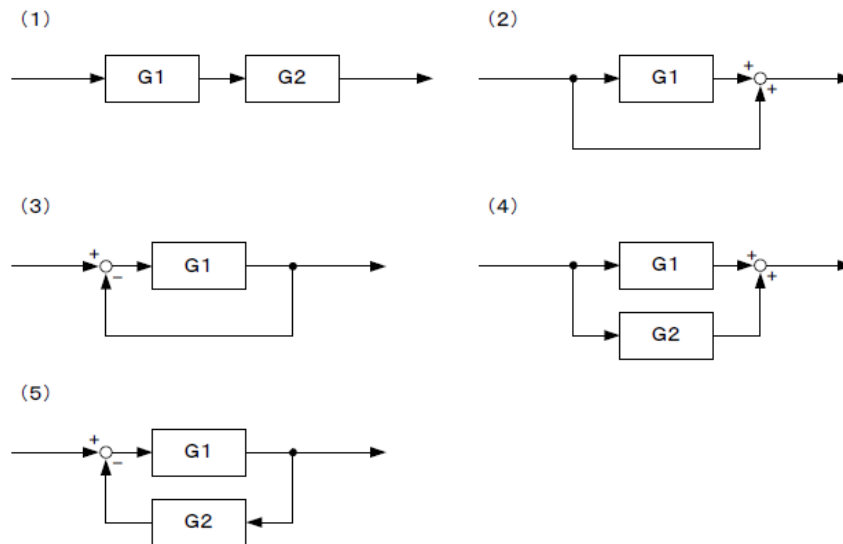 （1）
G1 G2
（2）
G1
+
+
（3）
+
−
G1
（4）
G1
+
+
G2
（5）
+
−
G1
G2